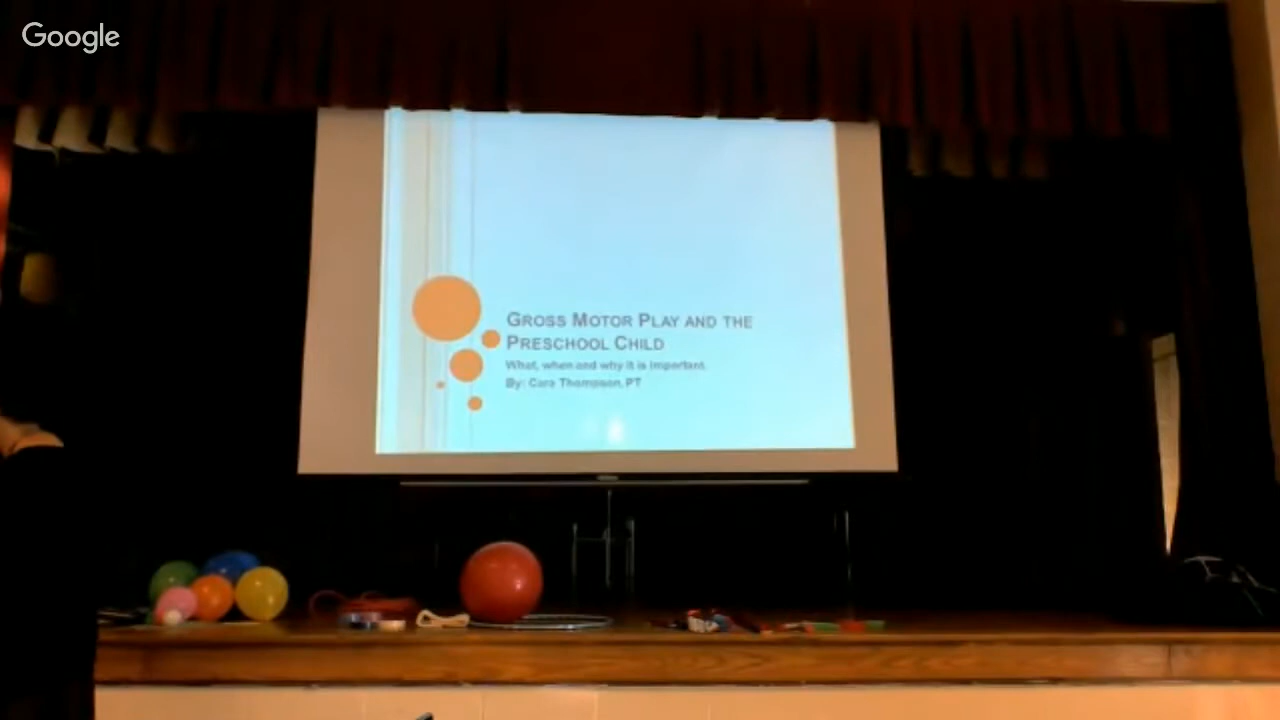 Google
GROSS MOTOR PLAY AND THE
PRESCHOOL CHILD
What, when and why it is important.
By: Cara Thompson, PT